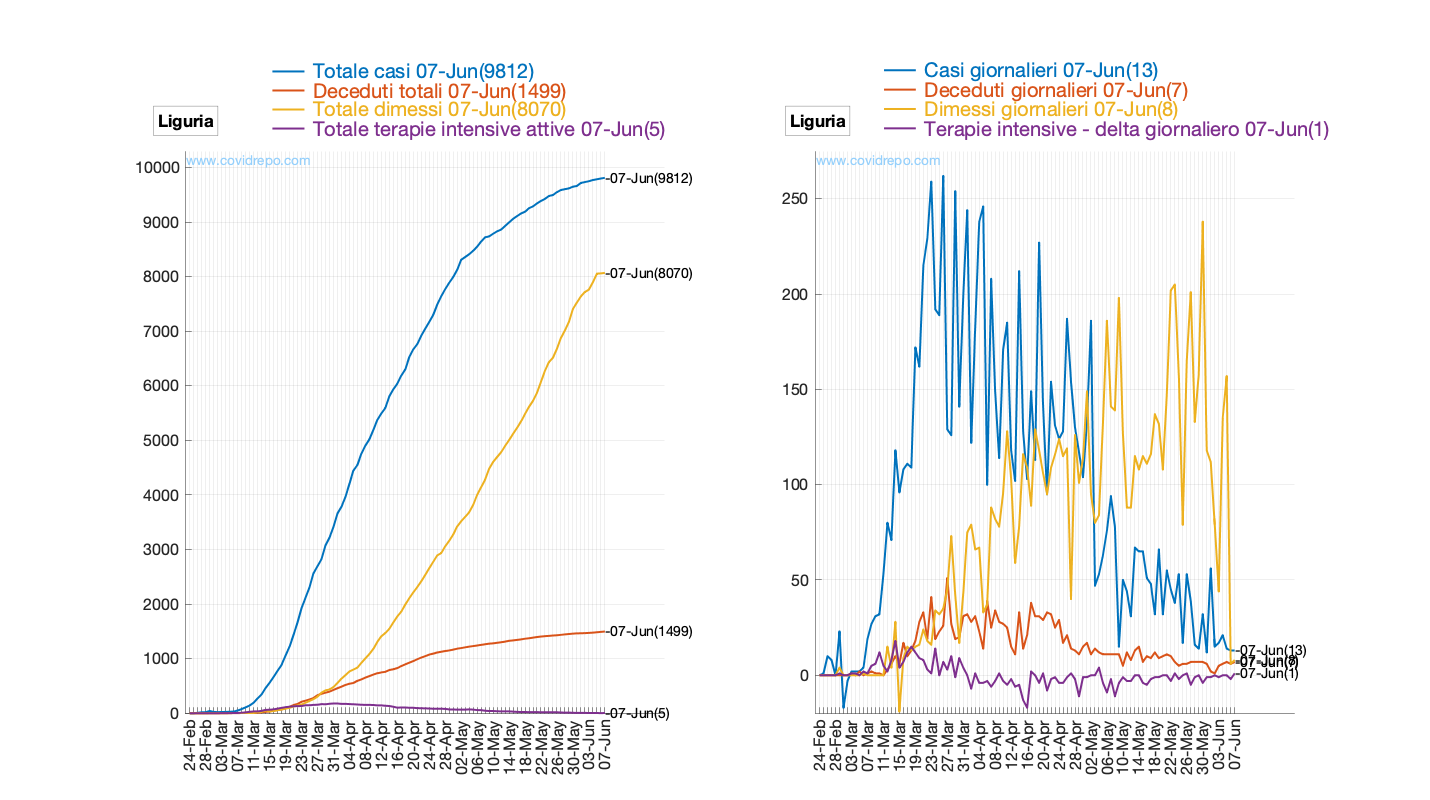 Totale casi 07-Jun(9812)
Deceduti totali 07-Jun(1499)
Totale dimessi 07-Jun(8070)
Totale terapie intensive attive 07-Jun(5)
Liguria
www.covidrepo.com
10000
9000
8000
7000
6000
5000
4000
3000
2000
1000
0
-07-Jun(9812)
-07-Jun(8070)
-07-Jun(1499)
-07-Jun(5)
24-Feb
28-Feb
03-Mar
07-Mar
11-Mar
15-Mar
19-Mar
23-Mar
27-Mar
31-Mar
04-Apr
08-Apr
12-Apr
16-Apr
20-Apr
24-Apr
28-Apr
02-May
06-May
10-May
14-May
18-May
22-May
26-May
30-May
03-Jun
07-Jun
Casi giornalieri 07-Jun(13)
Deceduti giornalieri 07-Jun(7)
Dimessi giornalieri 07-Jun(8)
Terapie intensive - delta giornaliero 07-Jun(1)
Liguria
www.covidrepo.com
250
200
150
100
50
0
-07-Jun(13)
-07-Jun(1)
24-Feb
28-Feb
03-Mar
07-Mar
11-Mar
15-Mar
19-Mar
23-Mar
27-Mar
31-Mar
04-Apr
08-Apr
12-Apr
16-Apr
20-Apr
24-Apr
28-Apr
02-May
06-May
10-May
14-May
18-May
22-May
26-May
30-May
03-Jun
07-Jun